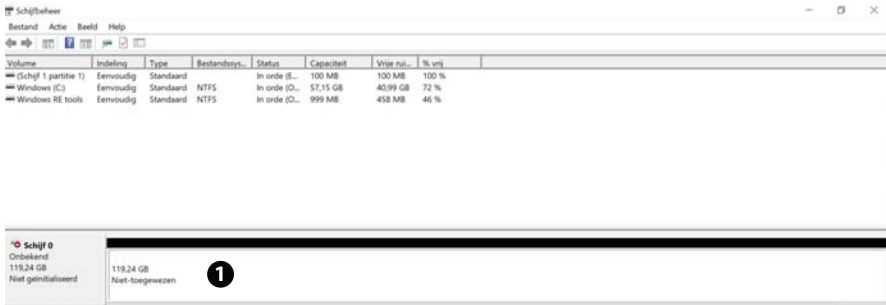 Schijfbeheer
Bestand Actie Beeld Help
Volume Indeling Type Bestandssys... Status Capaciteit Vrije rui... % vrij
(Schijf 1 partitie 1) Eenvoudig Standaard In orde (E... 100 MB 100 MB 100 %
Windows (C:) Eenvoudig Standaard NTFS In orde (O... 57,15 GB 40,99 GB 72 %
Windows RE tools Eenvoudig Standaard NTFS In orde (O... 999 MB 458 MB 46 %
Schijf 0
Onbekend
119,24 GB
Niet geïnitialiseerd
119,24 GB
Niet-toegewezen
1